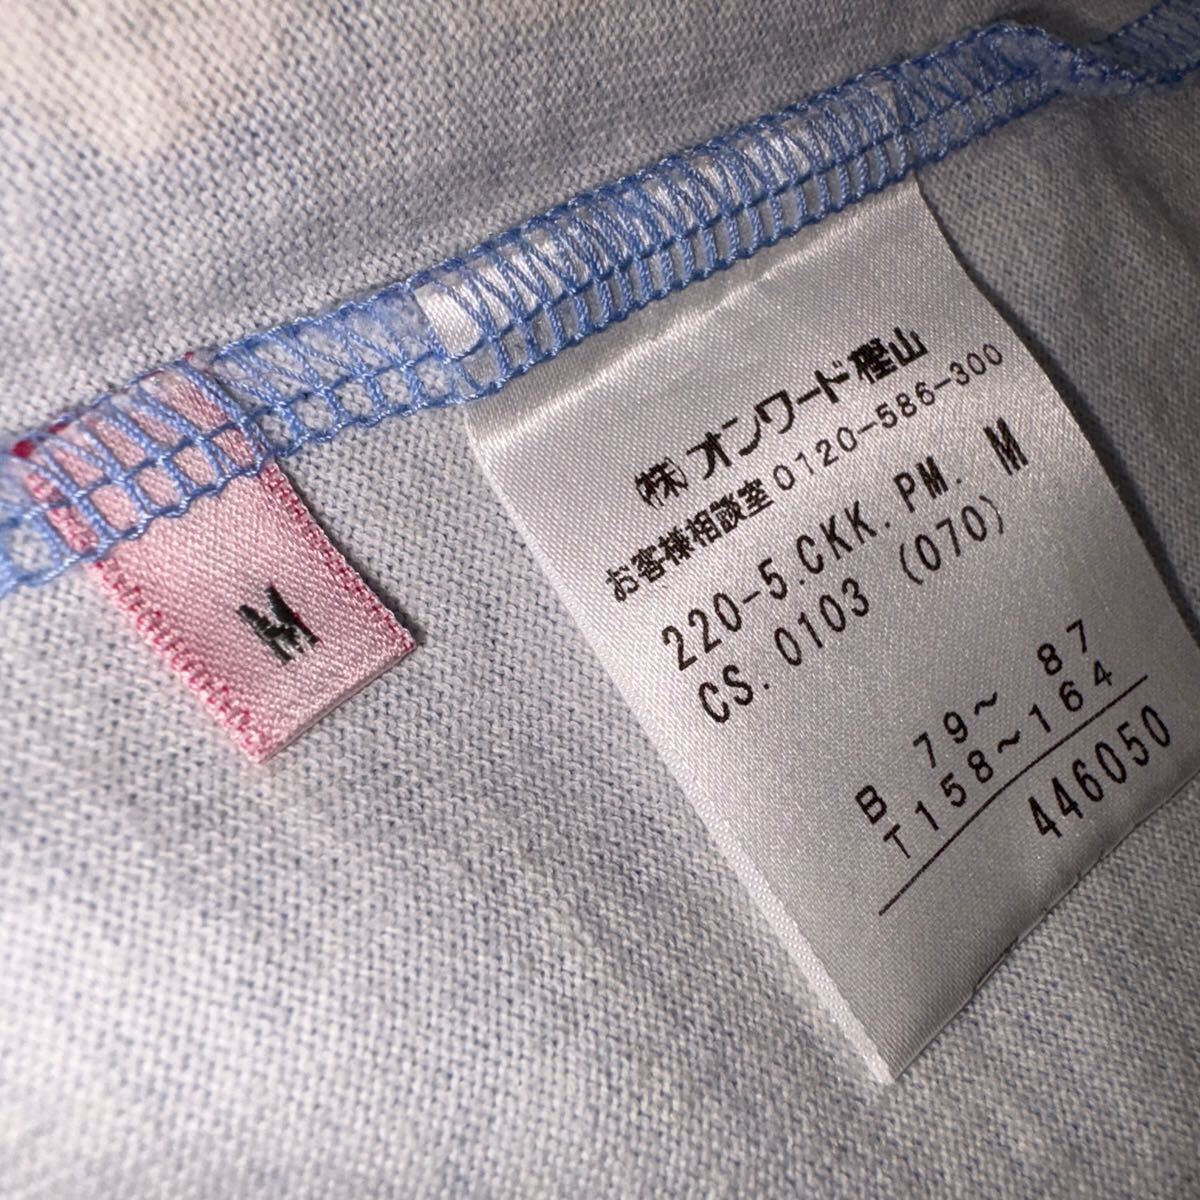 M
(株)オンワード樫山
お客様相談室0120-586-300
220-5.CKK.PM. M
CS.0103 (070)
B 79~ 87
T158~164
446050